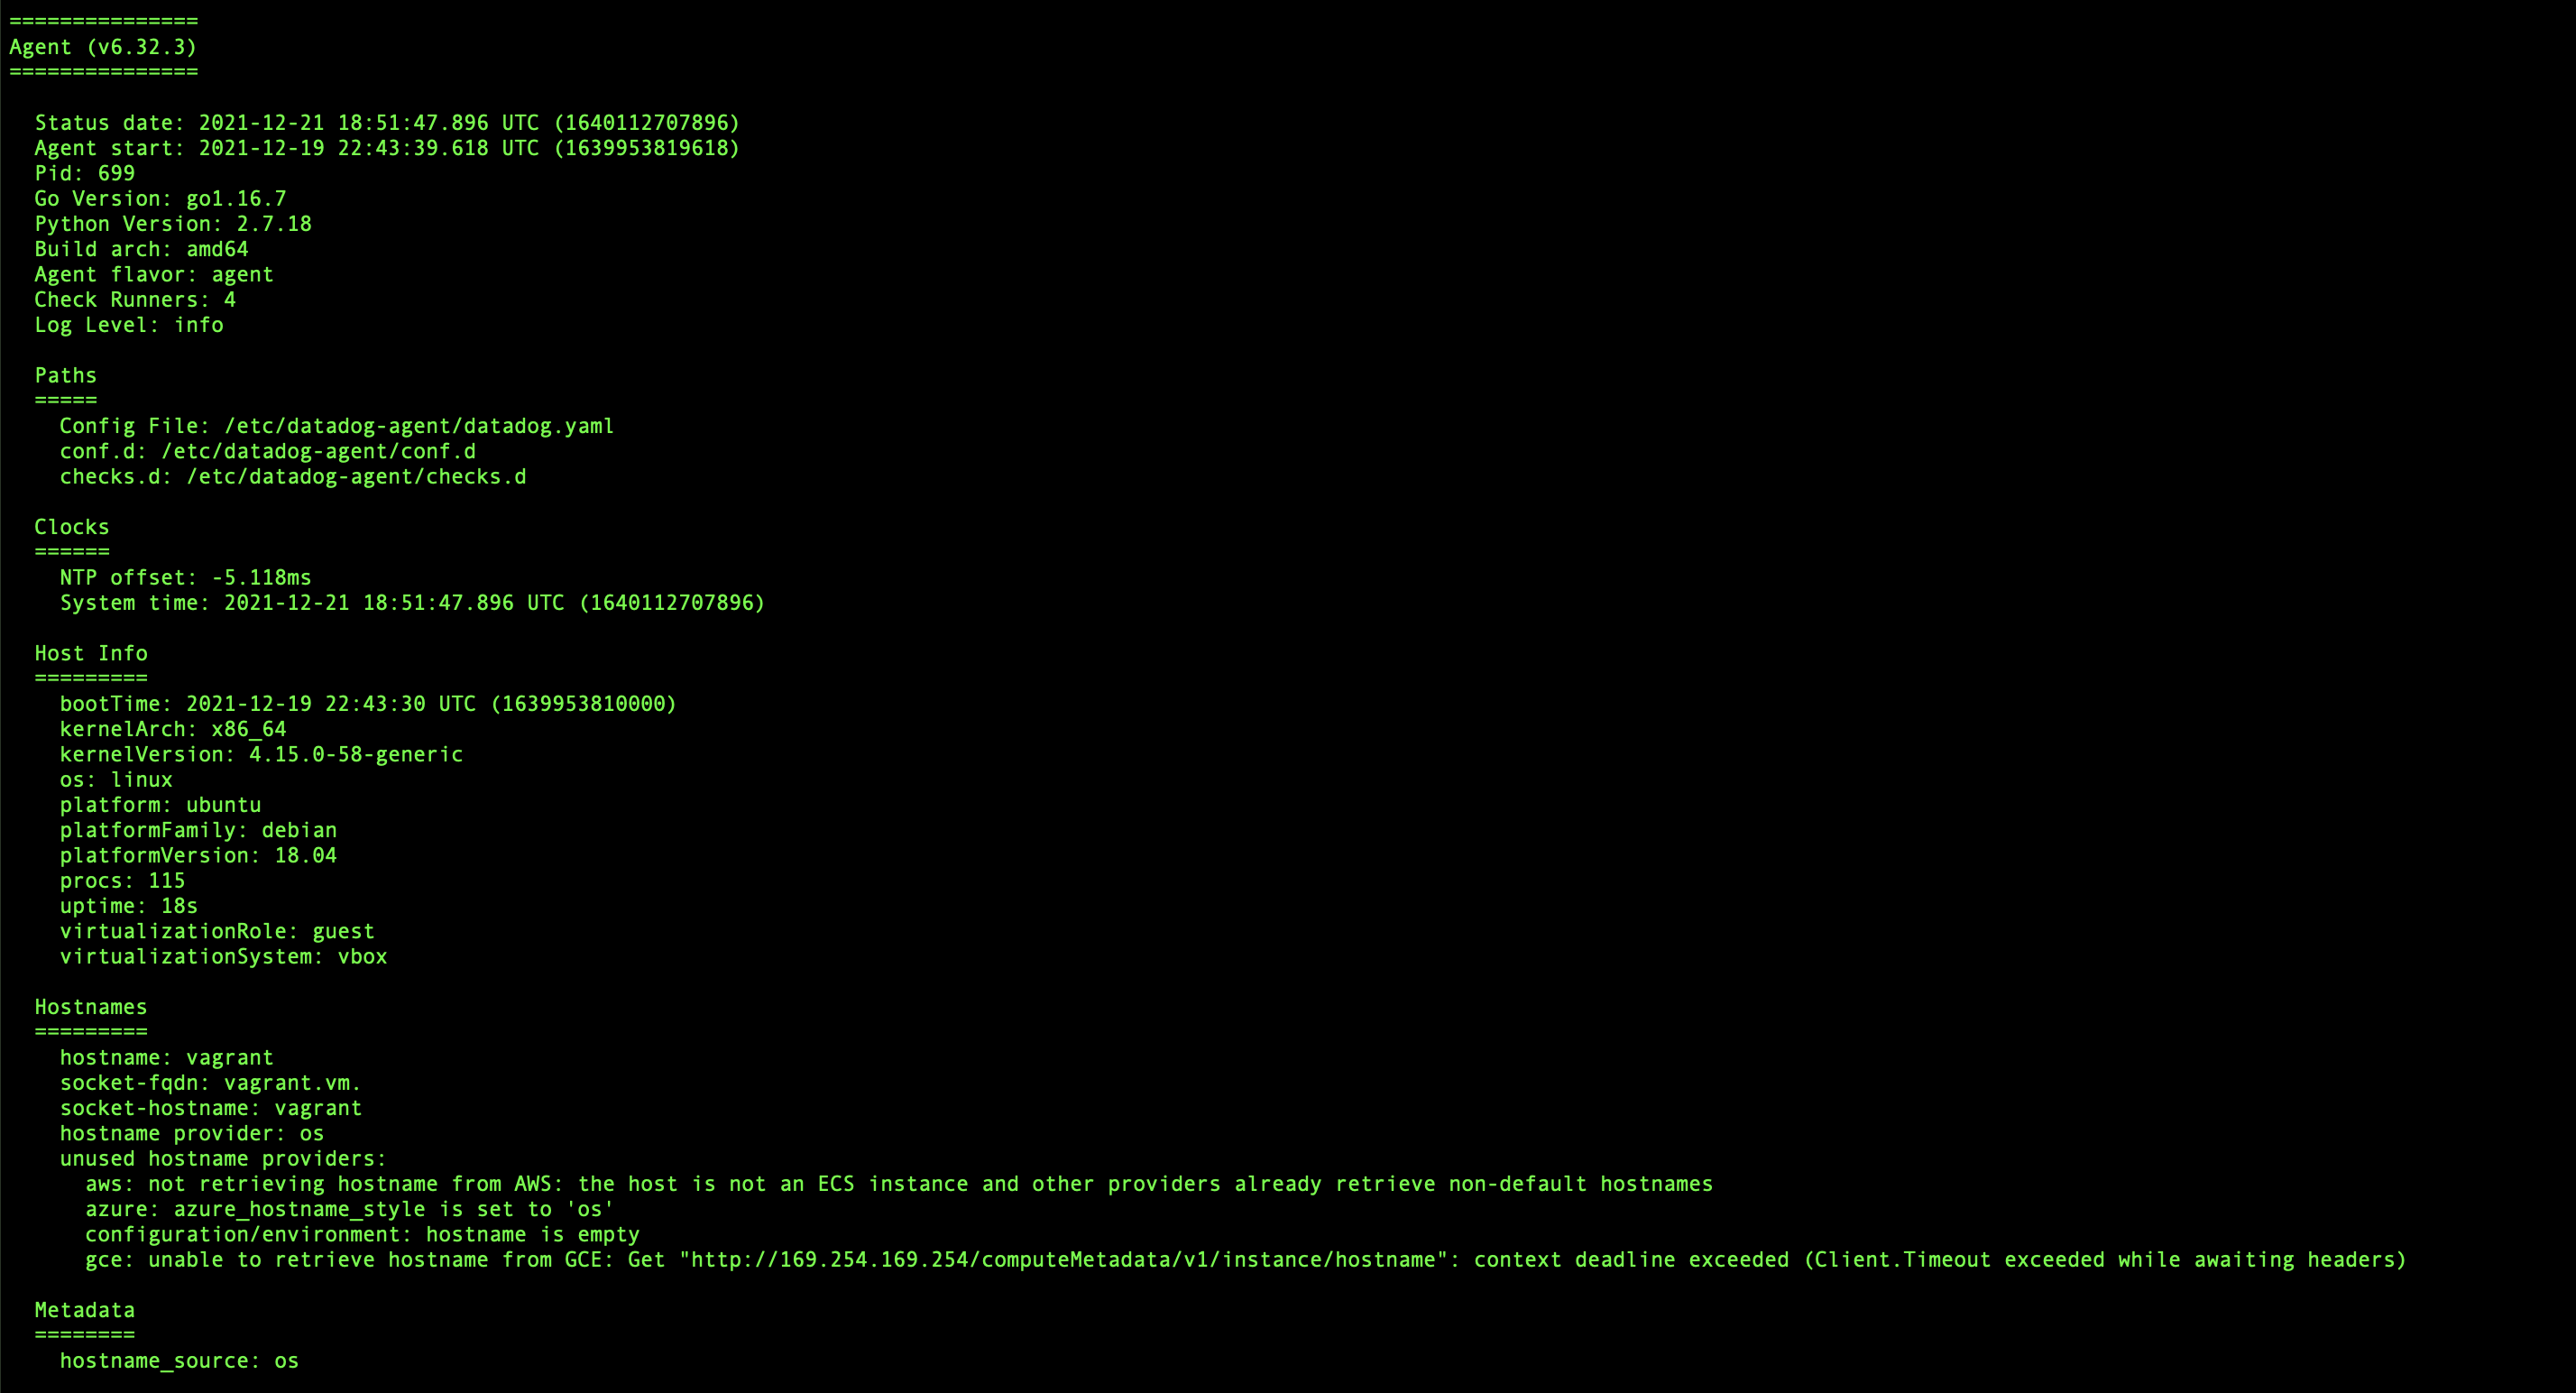 ===============
Agent (v6.32.3)
===============
Status date: 2021-12-21 18:51:47.896 UTC (1640112707896)
Agent start: 2021-12-19 22:43:39.618 UTC (1639953819618)
Pid: 699
Go Version: go1.16.7
Python Version: 2.7.18
Build arch: amd64
Agent flavor: agent
Check Runners: 4
Log Level: info
Paths
=====
Config File: /etc/datadog-agent/datadog.yaml
conf.d: /etc/datadog-agent/conf.d
checks.d: /etc/datadog-agent/checks.d
Clocks
======
NTP offset: -5.118ms
System time: 2021-12-21 18:51:47.896 UTC (1640112707896)
Host Info
=========
bootTime: 2021-12-19 22:43:30 UTC (1639953810000)
kernelArch: x86_64
kernelVersion: 4.15.0-58-generic
os: linux
platform: ubuntu
platformFamily: debian
platformVersion: 18.04
procs: 115
uptime: 18s
virtualizationRole: guest
virtualizationSystem: vbox
Hostnames
=========
hostname: vagrant
socket-fqdn: vagrant.vm.
socket-hostname: vagrant
hostname provider: os
unused hostname providers:
aws: not retrieving hostname from AWS: the host is not an ECS instance and other providers already retrieve non-default hostnames
azure: azure_hostname_style is set to 'os'
configuration/environment: hostname is empty
gce: unable to retrieve hostname from GCE: Get "http://169.254.169.254/computeMetadata/v1/instance/hostname": context deadline exceeded (Client.Timeout exceeded while awaiting headers)
Metadata
========
hostname_source: os